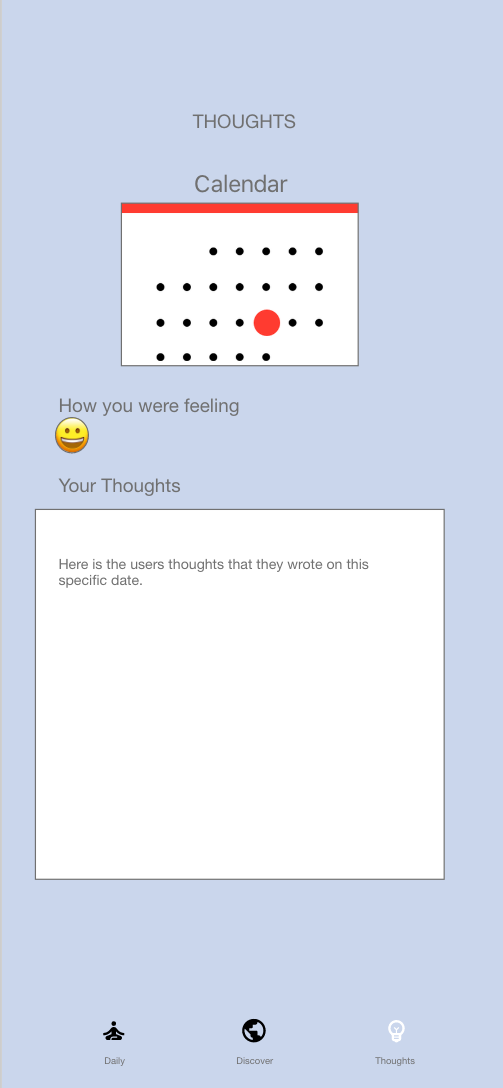 THOUGHTS
Calendar
How you were feeling
Your Thoughts
Here is the users thoughts that they wrote on this
specific date.
Daily
Discover
Thoughts